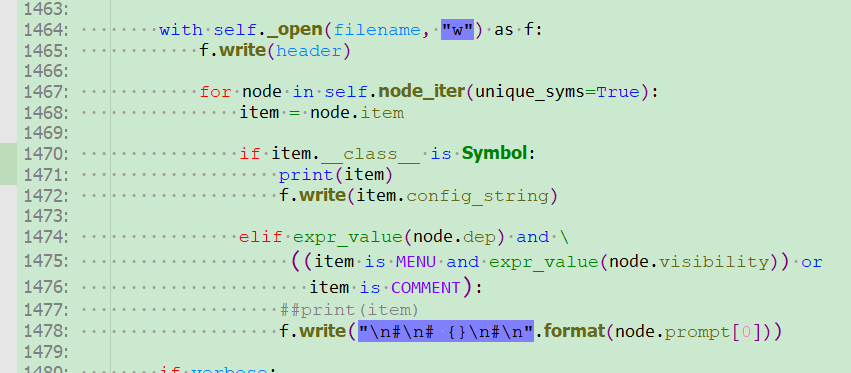 1463:
1464: with self._open(filename, "w") as f:
1465: f.write(header)
1466:
1467: for node in self.node_iter(unique_syms=True):
1468: item = node.item
1469:
1470: if item.__class__ is Symbol:
1471: print(item)
1472: f.write(item.config_string)
1473:
1474: elif expr_value(node.dep) and \
1475: ((item is MENU and expr_value(node.visibility)) or
1476: item is COMMENT):
1477: ##print(item)
1478: f.write("\n#\n# {}\n#\n".format(node.prompt[0]))
1479:
1480: if verbose: